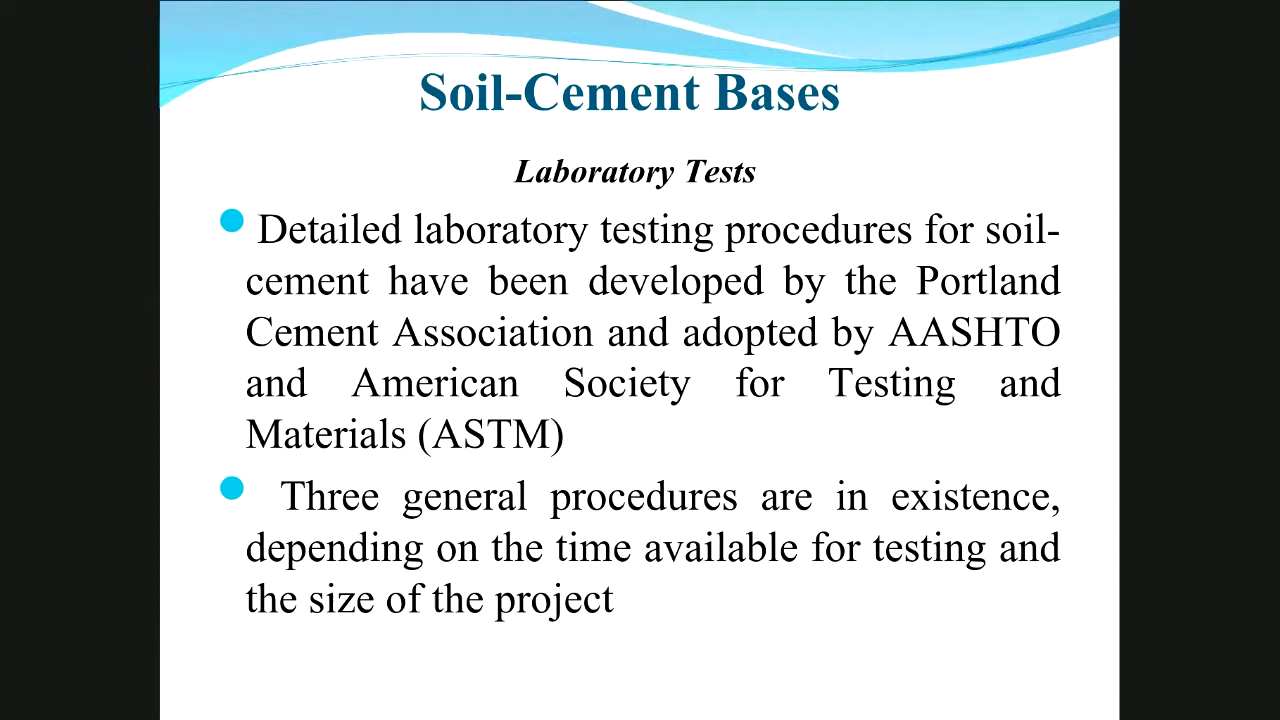 Soil-Cement Bases
Laboratory Tests
Detailed laboratory testing procedures for soil-
cement have been developed by the Portland
Cement Association and adopted by AASHTO
and American Society for Testing and
Materials (ASTM)
Three general procedures are in existence,
depending on the time available for testing and
the size of the project